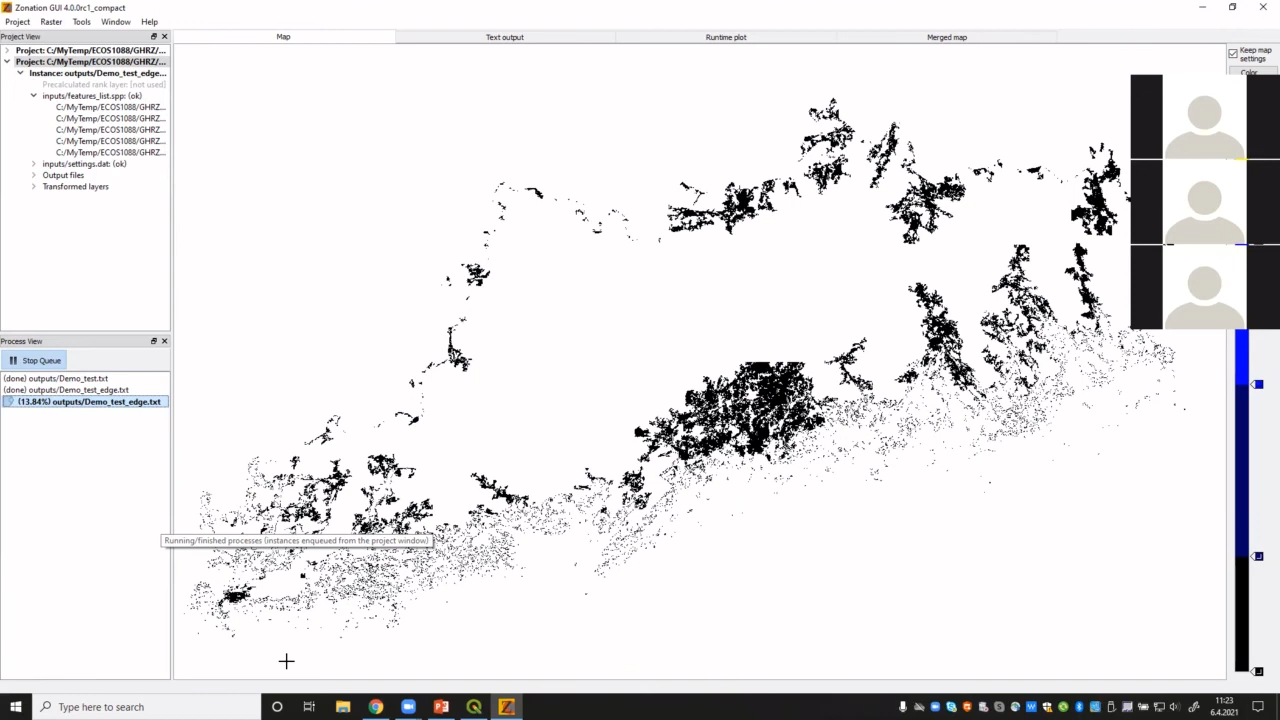 Zonation GUI 4.0.0rc1_compact
Project Raster Tools Window Help
Project View
Map Text output Runtime plot Merged map
Project: C:/MyTemp/ECOS1088/GHRZ/...
Project: C:/MyTemp/ECOS1088/GHRZ/...
Instance: outputs/Demo_test_edge...
Precalculated rank layer: (not used)
inputs/features_list.spp: (ok)
C:/MyTemp/ECOS1088/GHRZ...
C:/MyTemp/ECOS1088/GHRZ...
C:/MyTemp/ECOS1088/GHRZ...
C:/MyTemp/ECOS1088/GHRZ...
C:/MyTemp/ECOS1088/GHRZ...
inputs/settings.dat: (ok)
Output files
Transformed layers
Keep map
settings
Color
Process View
Stop Queue
(done) outputs/Demo_test.txt
(done) outputs/Demo_test_edge.txt
(13.84%) outputs/Demo_test_edge.txt
Running/finished processes (instances enqueued from the project window)
Type here to search
11:23
6.4.2021